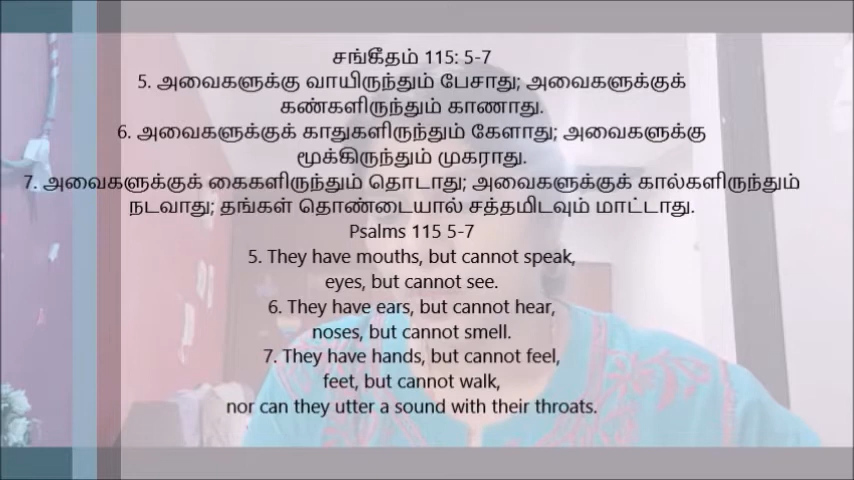 சங்கீதம் 115: 5-7
5. அவைகளுக்கு வாயிருந்தும் பேசாது; அவைகளுக்குக்
கண்களிருந்தும் காணாது.
6. அவைகளுக்குக் காதுகளிருந்தும் கேளாது; அவைகளுக்கு
மூக்கிருந்தும் முகராது.
7. அவைகளுக்குக் கைகளிருந்தும் தொடாது; அவைகளுக்குக் கால்களிருந்தும்
நடவாது; தங்கள் தொண்டையால் சத்தமிடவும் மாட்டாது.
Psalms 115 5-7
5. They have mouths, but cannot speak,
eyes, but cannot see.
6. They have ears, but cannot hear,
noses, but cannot smell.
7. They have hands, but cannot feel,
feet, but cannot walk,
nor can they utter a sound with their throats.